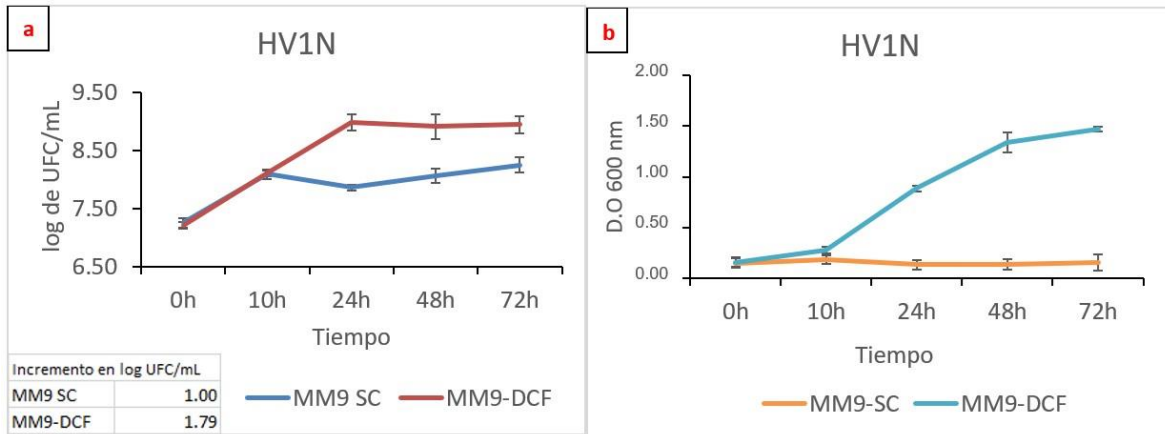 a
HV1N
log de UFC/mL
9.50
8.50
7.50
6.50
0h 10h 24h 48h 72h
Tiempo
Incremento en log UFC/mL
MM9 SC 1.00
MM9-DCF 1.79
MM9 SC MM9-DCF
b
HV1N
D.O 600 nm
2.00
1.50
1.00
0.50
0.00
0h 10h 24h 48h 72h
Tiempo
MM9-SC MM9-DCF